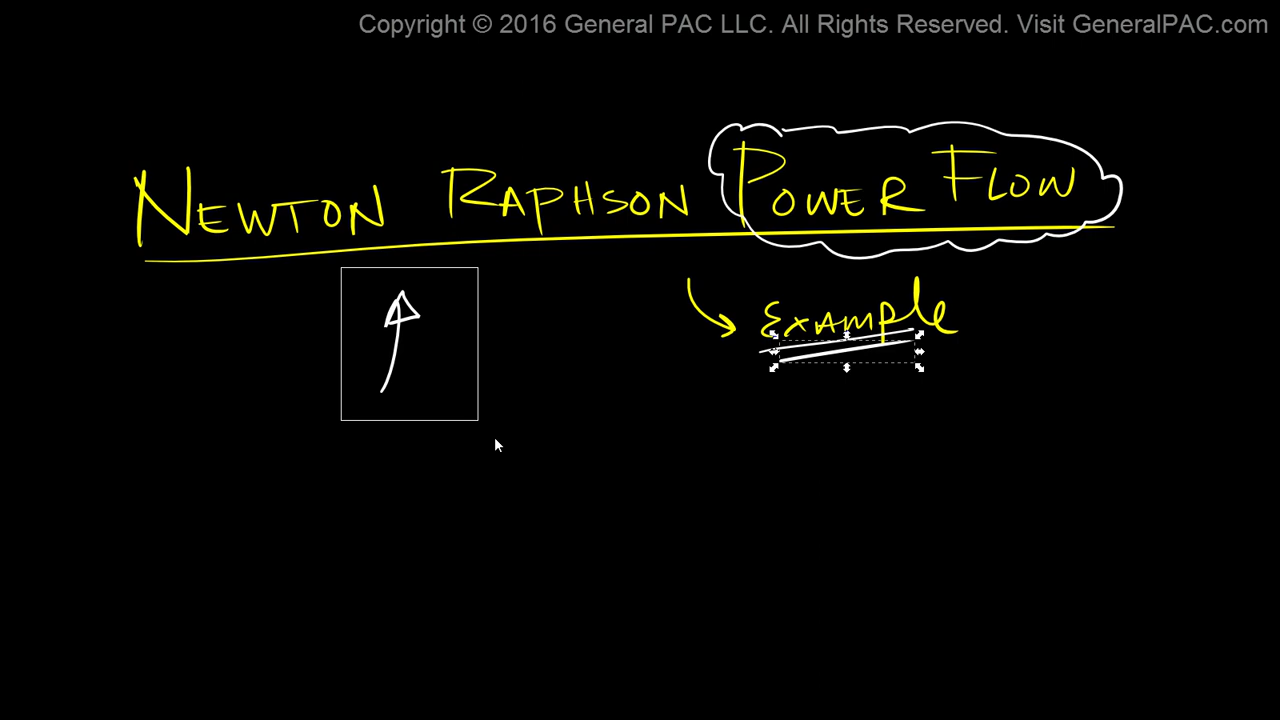 Copyright © 2016 General PAC LLC. All Rights Reserved. Visit GeneralPAC.com
NEWTON RAPHSON POWER FLOW
Example